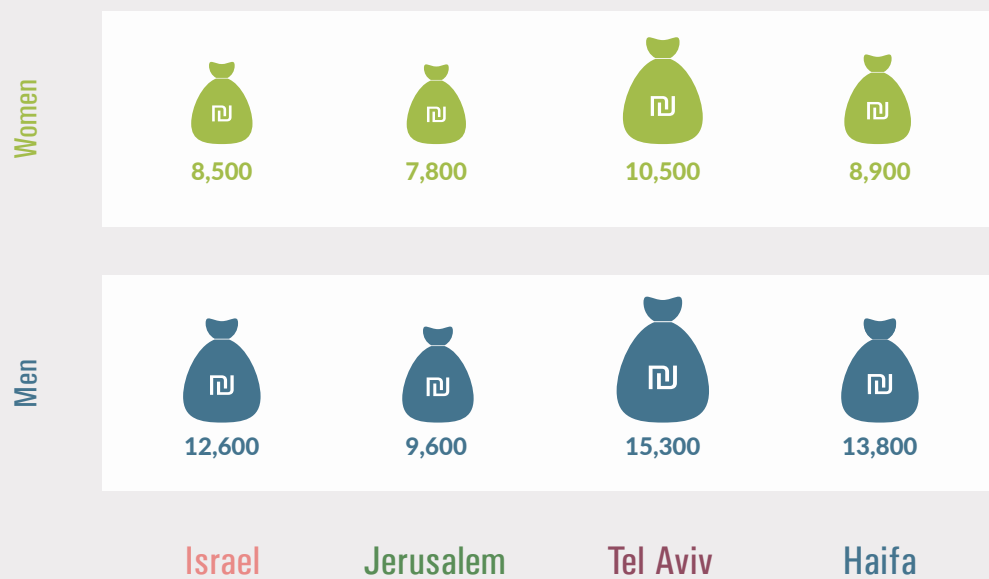 Women
₪ ₪ ₪ ₪
8,500 7,800 10,500 8,900
Men
₪ ₪ ₪ ₪
12,600 9,600 15,300 13,800
Israel Jerusalem Tel Aviv Haifa